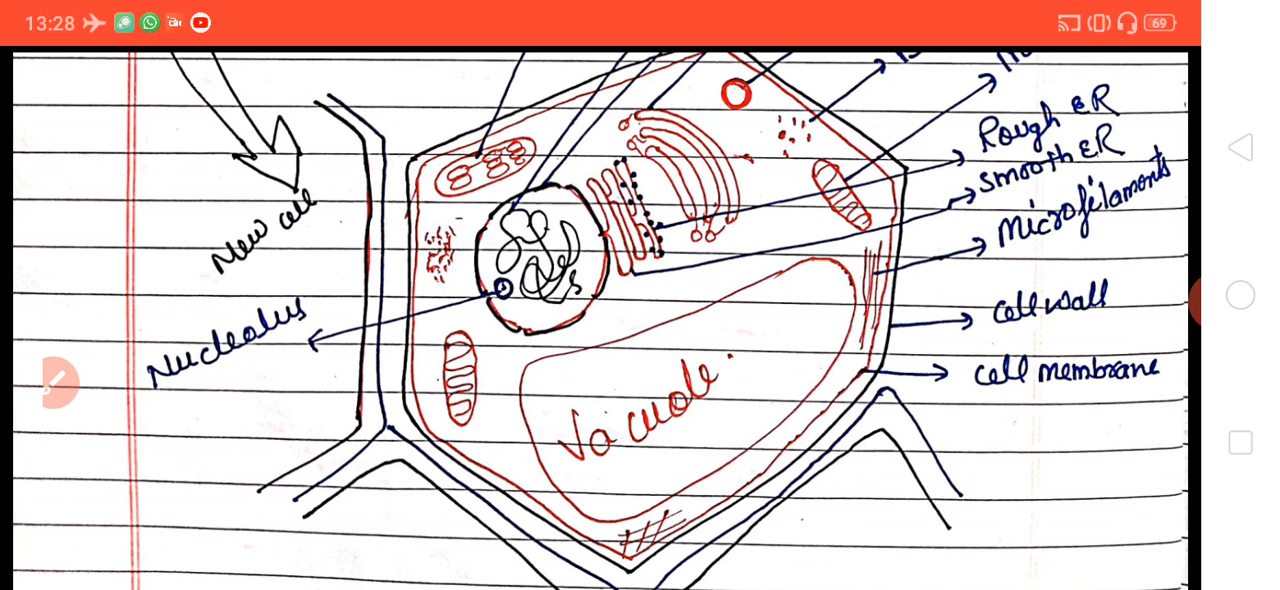 13:28
69
Rough ER
smooth ER
Microfilaments
New cell
Nucleolus
cell wall
cell membrane
Vacuole.